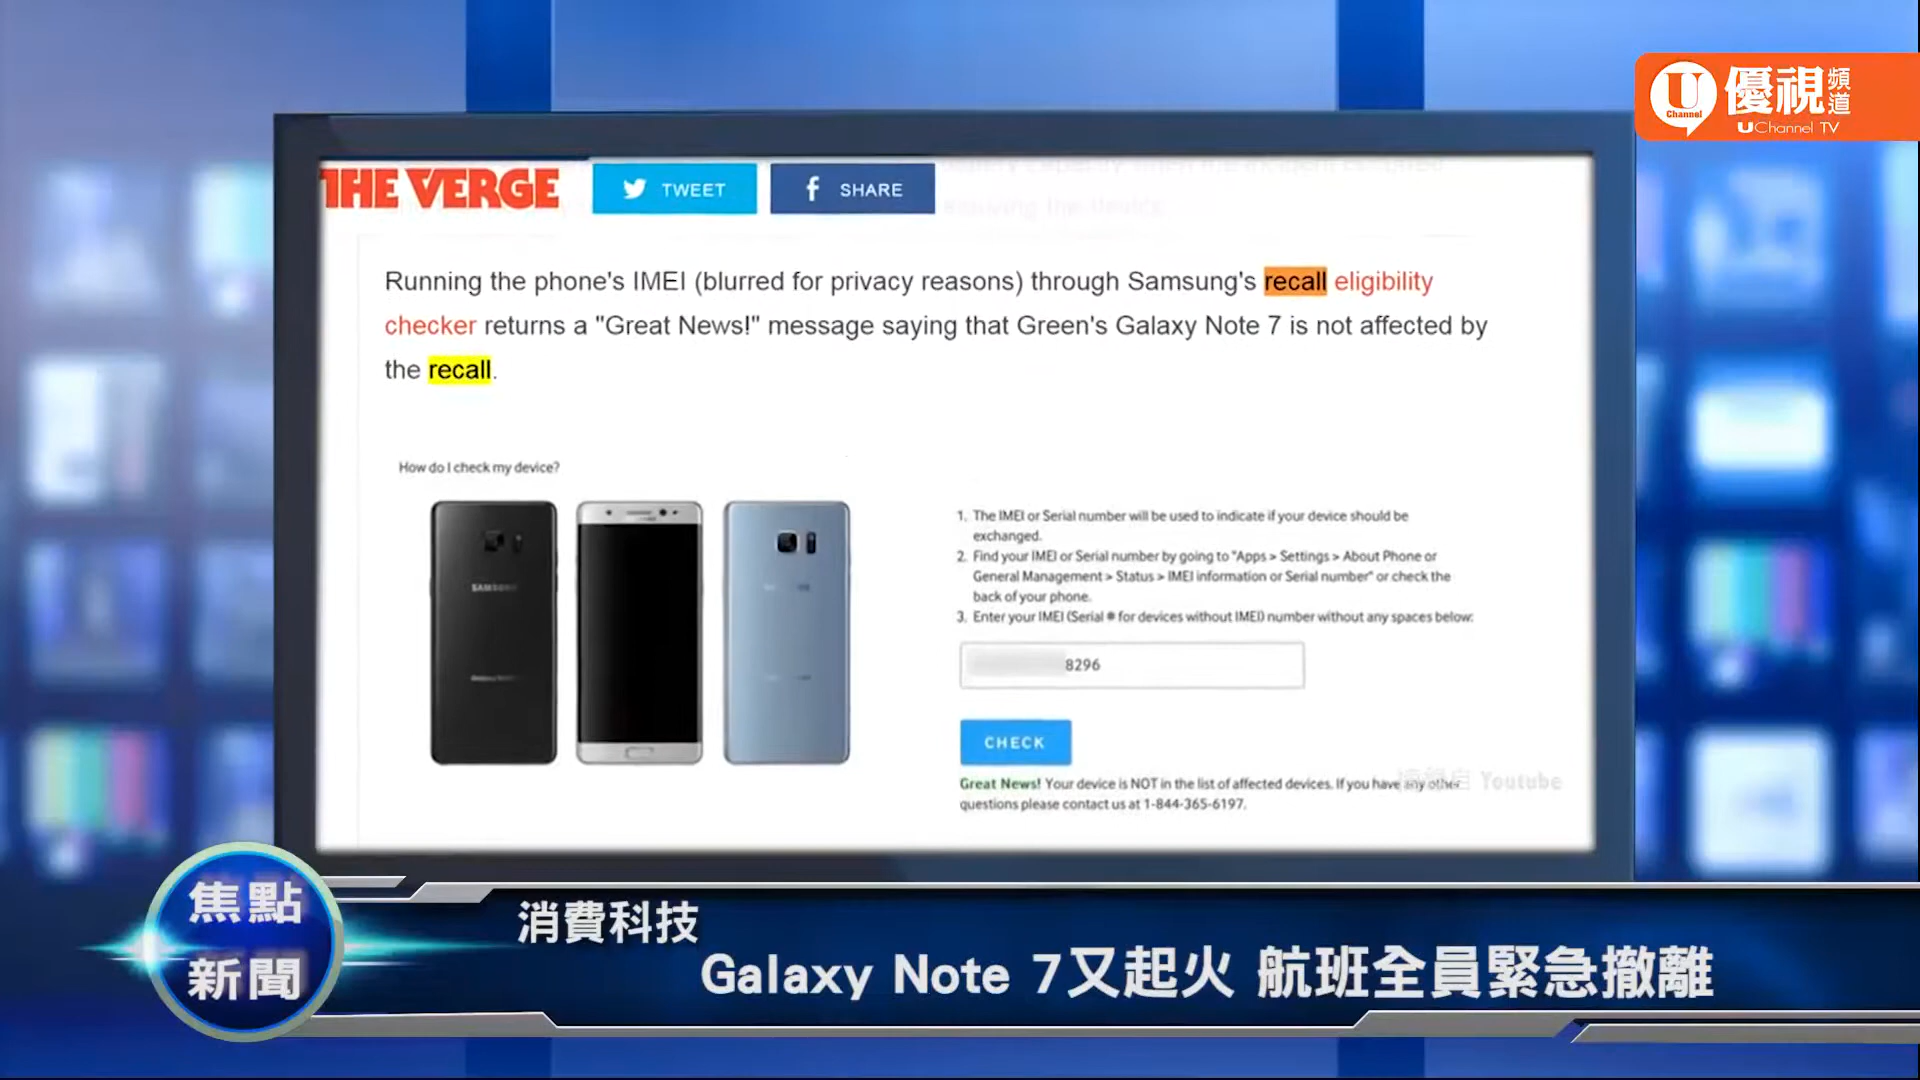 U Channel 優視頻道
UChannel TV
THE VERGE
TWEET
SHARE
Running the phone's IMEI (blurred for privacy reasons) through Samsung's recall eligibility
checker returns a "Great News!" message saying that Green's Galaxy Note 7 is not affected by
the recall.
How do I check my device?
SAMSUNG
1. The IMEI or Serial number will be used to indicate if your device should be
exchanged.
2. Find your IMEI or Serial number by going to "Apps > Settings > About Phone or
General Management > Status > IMEI information or Serial number" or check the
back of your phone.
3. Enter your IMEI (Serial # for devices without IMEI) number without any spaces below:
8296
CHECK
Great News! Your device is NOT in the list of affected devices. If you have any other
questions please contact us at 1-844-365-6197.
Youtube
焦點
新聞
消費科技
Galaxy Note 7又起火 航班全員緊急撤離